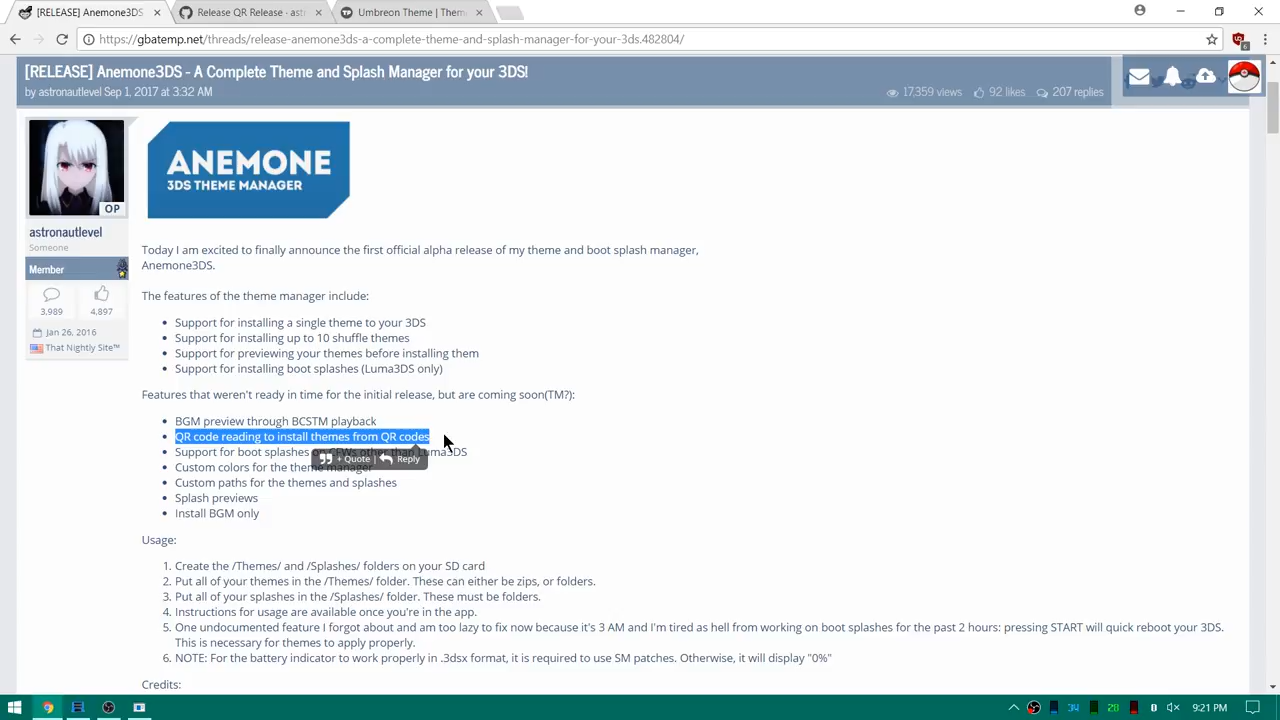 [RELEASE] Anemone3DS
Release QR Release - astr
Umbreon Theme | Them
https://gbatemp.net/threads/release-anemone3ds-a-complete-theme-and-splash-manager-for-your-3ds.482804/
[RELEASE] Anemone3DS - A Complete Theme and Splash Manager for your 3DS!
by astronautlevel Sep 1, 2017 at 3:32 AM
17,359 views
92 likes
207 replies
OP
astronautlevel
Someone
Member
3,989
4,897
Jan 26, 2016
That Nightly Site™
ANEMONE
3DS THEME MANAGER
Today I am excited to finally announce the first official alpha release of my theme and boot splash manager,
Anemone3DS.
The features of the theme manager include:
• Support for installing a single theme to your 3DS
• Support for installing up to 10 shuffle themes
• Support for previewing your themes before installing them
• Support for installing boot splashes (Luma3DS only)
Features that weren't ready in time for the initial release, but are coming soon(TM?):
• BGM preview through BCSTM playback
• QR code reading to install themes from QR codes
• Support for boot splashes on CFWs other than Luma3DS
+ Quote | Reply
• Custom colors for the theme manager
• Custom paths for the themes and splashes
• Splash previews
• Install BGM only
Usage:
1. Create the /Themes/ and /Splashes/ folders on your SD card
2. Put all of your themes in the /Themes/ folder. These can either be zips, or folders.
3. Put all of your splashes in the /Splashes/ folder. These must be folders.
4. Instructions for usage are available once you're in the app.
5. One undocumented feature I forgot about and am too lazy to fix now because it's 3 AM and I'm tired as hell from working on boot splashes for the past 2 hours: pressing START will quick reboot your 3DS.
This is necessary for themes to apply properly.
6. NOTE: For the battery indicator to work properly in .3dsx format, it is required to use SM patches. Otherwise, it will display "0%"
Credits:
34
28
9:21 PM